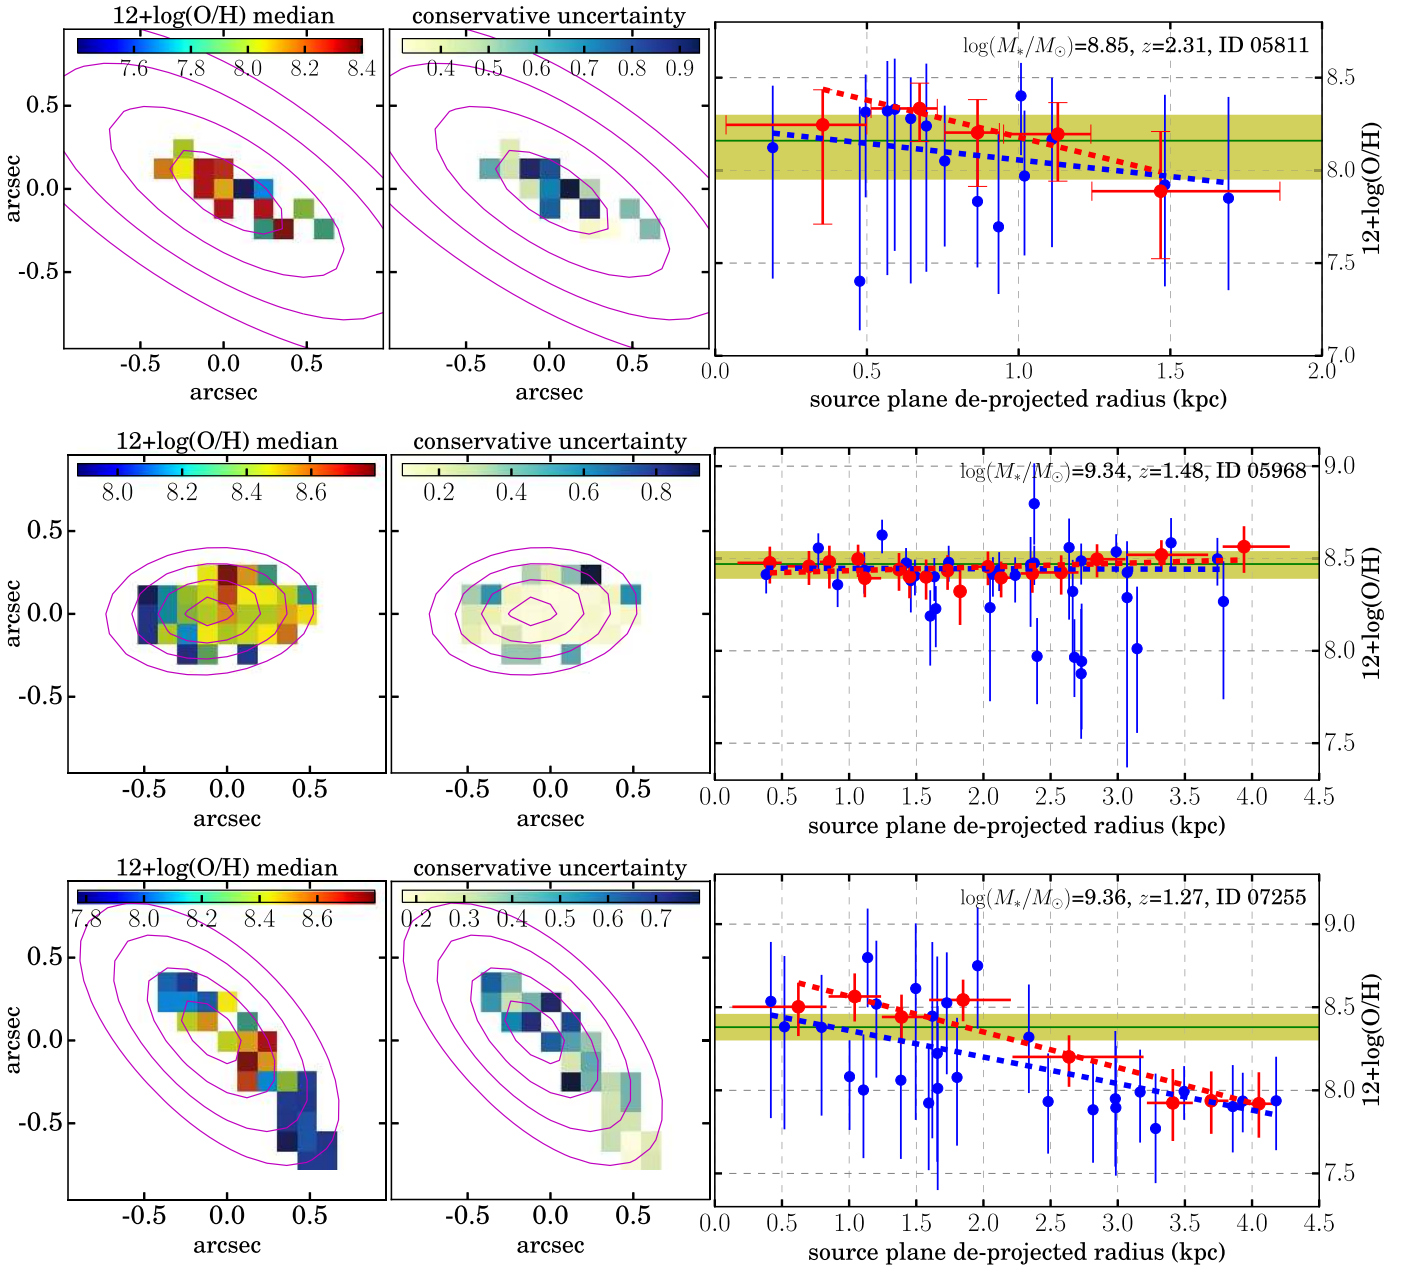 12+log(O/H) median
conservative uncertainty
7.6 7.8 8.0 8.2 8.4
0.4 0.5 0.6 0.7 0.8 0.9
log(M*/M⊙)=8.85, z=2.31, ID 05811
0.5
0.0
-0.5
arcsec
-0.5 0.0 0.5
arcsec
-0.5 0.0 0.5
arcsec
8.5
8.0
7.5
7.0
12+log(O/H)
0.0 0.5 1.0 1.5 2.0
source plane de-projected radius (kpc)
12+log(O/H) median
conservative uncertainty
8.0 8.2 8.4 8.6
0.2 0.4 0.6 0.8
log(M*/M⊙)=9.34, z=1.48, ID 05968
0.5
0.0
-0.5
arcsec
-0.5 0.0 0.5
arcsec
-0.5 0.0 0.5
arcsec
9.0
8.5
8.0
7.5
12+log(O/H)
0.0 0.5 1.0 1.5 2.0 2.5 3.0 3.5 4.0 4.5
source plane de-projected radius (kpc)
12+log(O/H) median
conservative uncertainty
7.8 8.0 8.2 8.4 8.6
0.2 0.3 0.4 0.5 0.6 0.7
log(M*/M⊙)=9.36, z=1.27, ID 07255
0.5
0.0
-0.5
arcsec
-0.5 0.0 0.5
arcsec
-0.5 0.0 0.5
arcsec
9.0
8.5
8.0
7.5
12+log(O/H)
0.0 0.5 1.0 1.5 2.0 2.5 3.0 3.5 4.0 4.5
source plane de-projected radius (kpc)